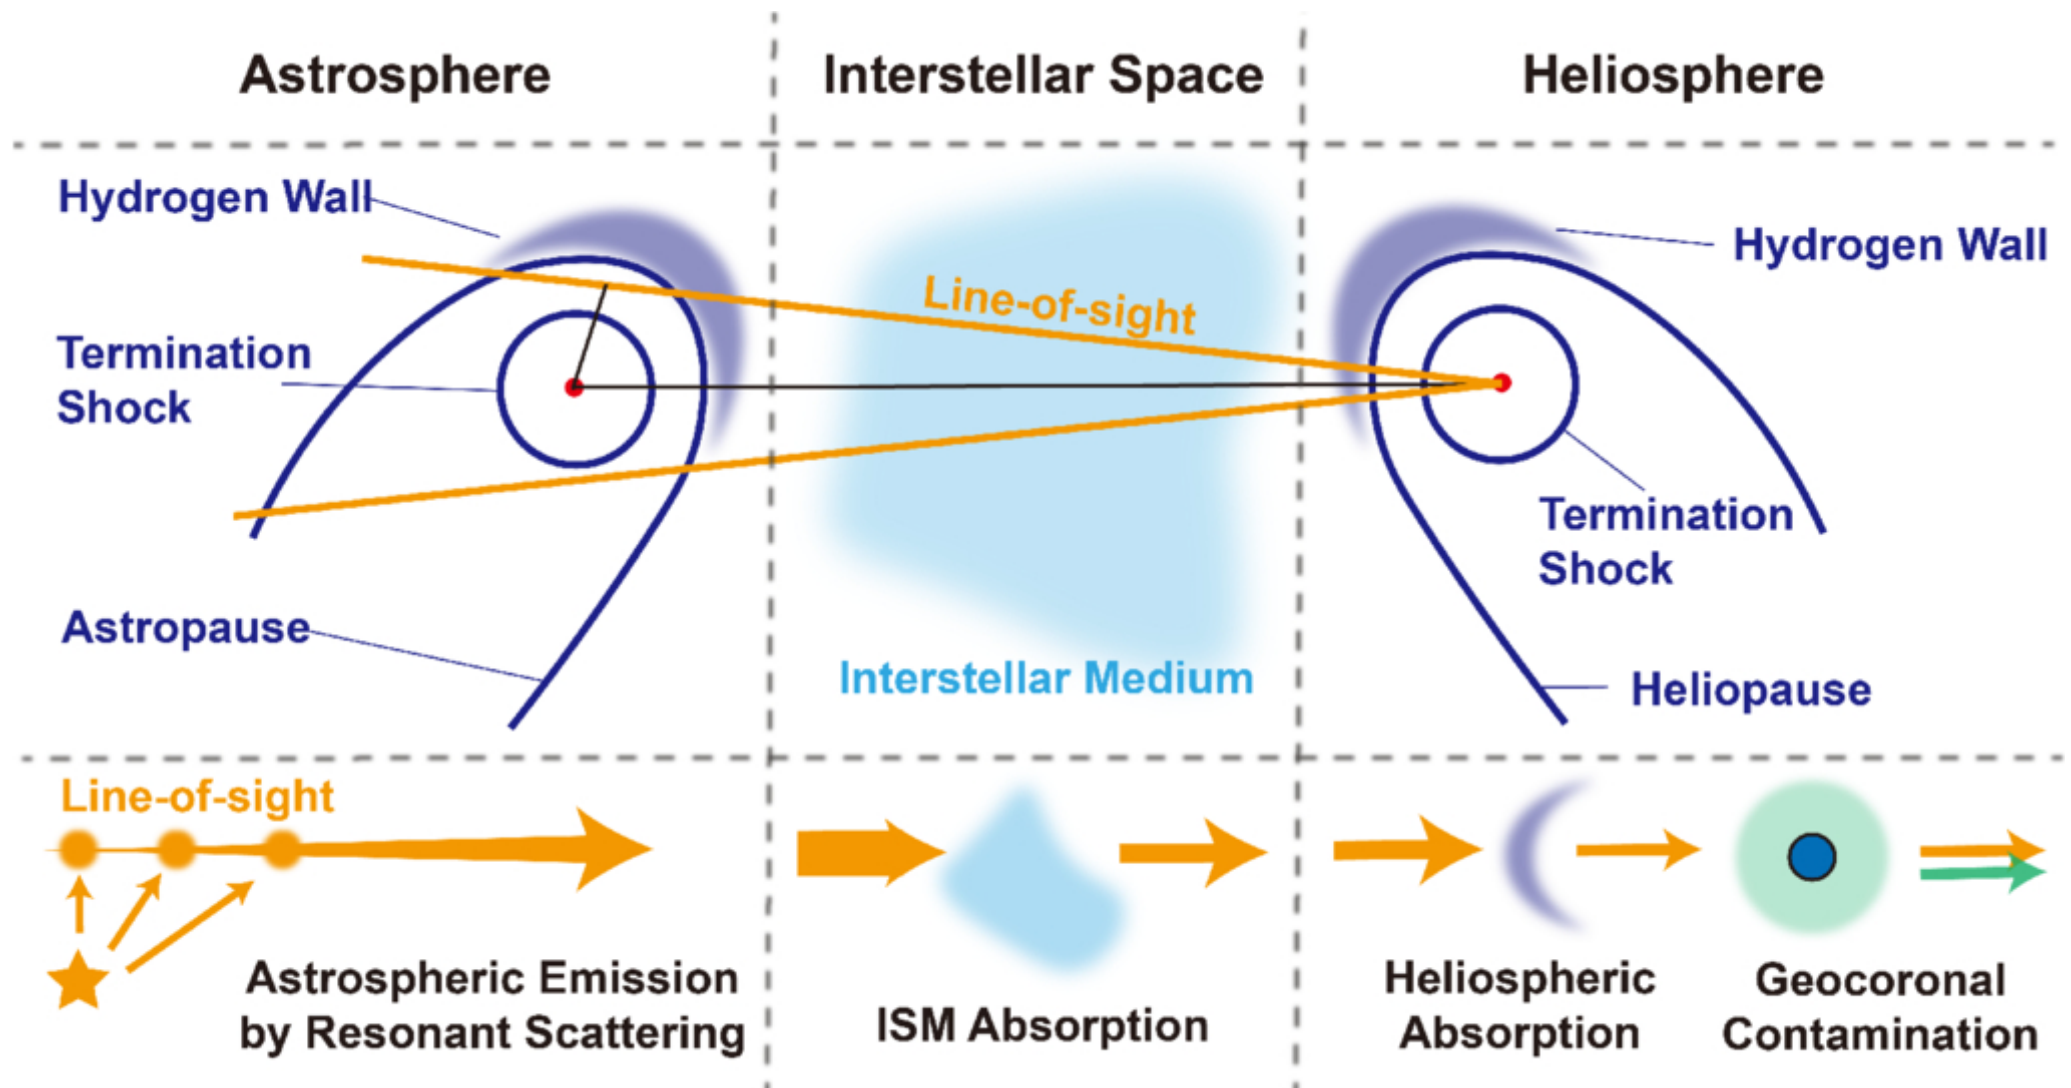 Astrosphere
Interstellar Space
Heliosphere
Hydrogen Wall
Termination
Shock
Astropause
Line-of-sight
Interstellar Medium
Hydrogen Wall
Termination
Shock
Heliopause
Line-of-sight
Astrospheric Emission
by Resonant Scattering
ISM Absorption
Heliospheric
Absorption
Geocoronal
Contamination